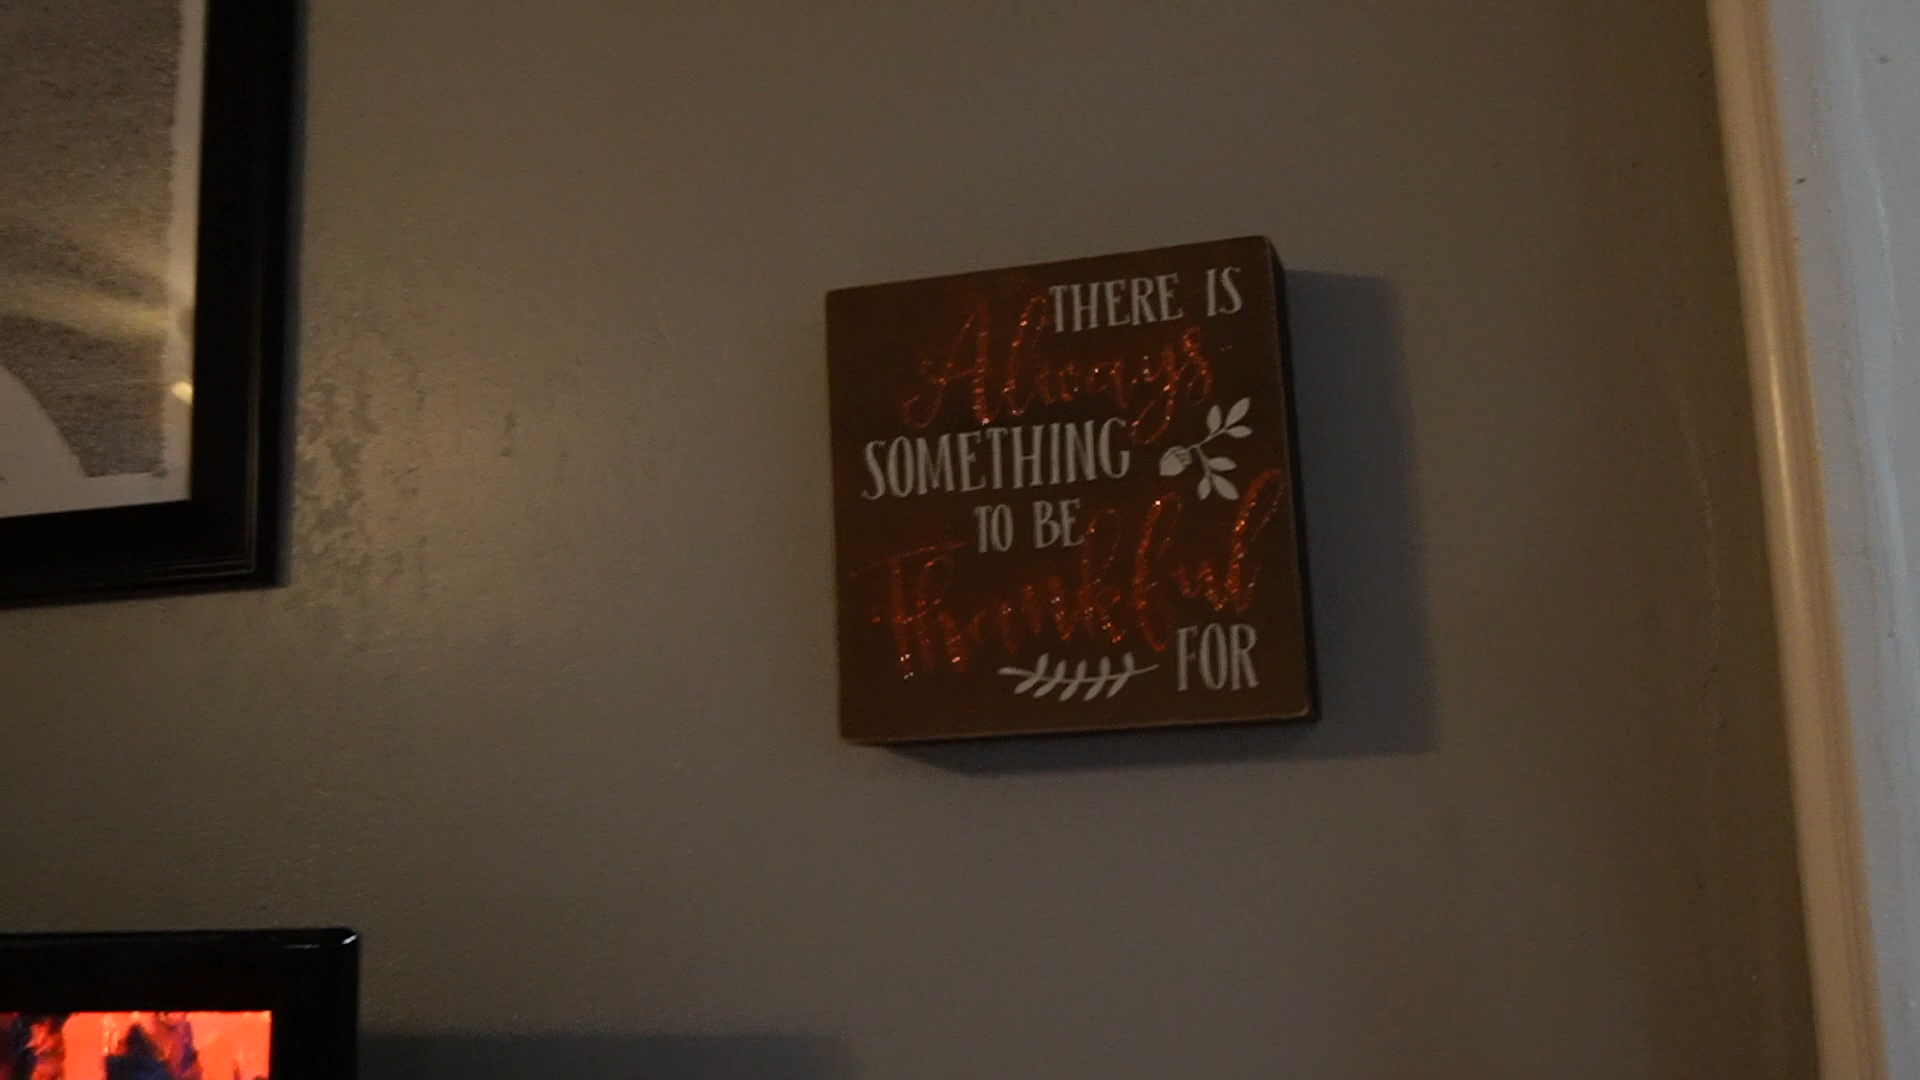 THERE IS
Always
SOMETHING
TO BE
Thankful
FOR